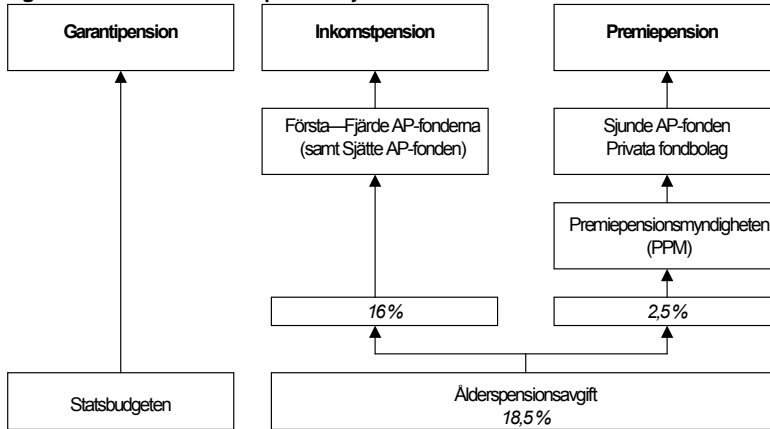 Garantipension
Inkomstpension
Premiepension
Första—Fjärde AP-fonderna
(samt Sjätte AP-fonden)
Sjunde AP-fonden
Privata fondbolag
Premiepensionsmyndigheten
(PPM)
16%
2,5%
Statsbudgeten
Ålderspensionsavgift
18,5%